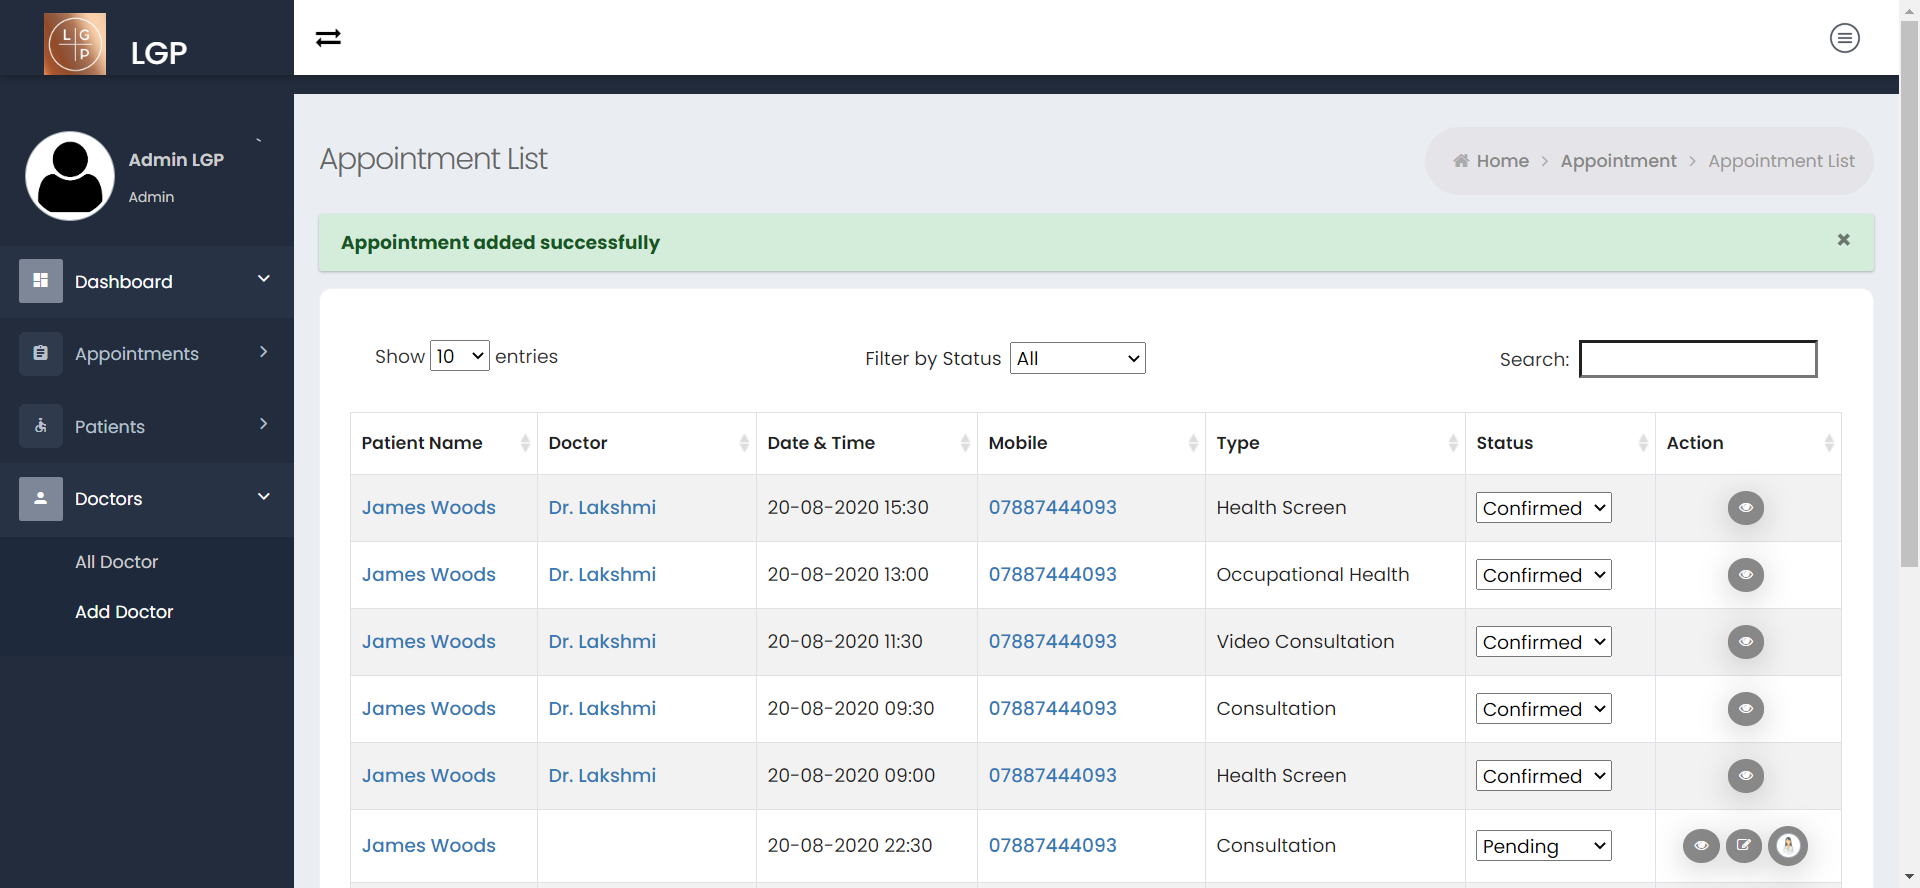 LGP
LGP
Admin LGP
Admin
Dashboard
Appointments
Patients
Doctors
All Doctor
Add Doctor
Appointment List
Home > Appointment > Appointment List
Appointment added successfully
Show 10 entries
Filter by Status All
Search:
Patient Name Doctor Date & Time Mobile Type Status Action
James Woods Dr. Lakshmi 20-08-2020 15:30 07887444093 Health Screen Confirmed
James Woods Dr. Lakshmi 20-08-2020 13:00 07887444093 Occupational Health Confirmed
James Woods Dr. Lakshmi 20-08-2020 11:30 07887444093 Video Consultation Confirmed
James Woods Dr. Lakshmi 20-08-2020 09:30 07887444093 Consultation Confirmed
James Woods Dr. Lakshmi 20-08-2020 09:00 07887444093 Health Screen Confirmed
James Woods 20-08-2020 22:30 07887444093 Consultation Pending